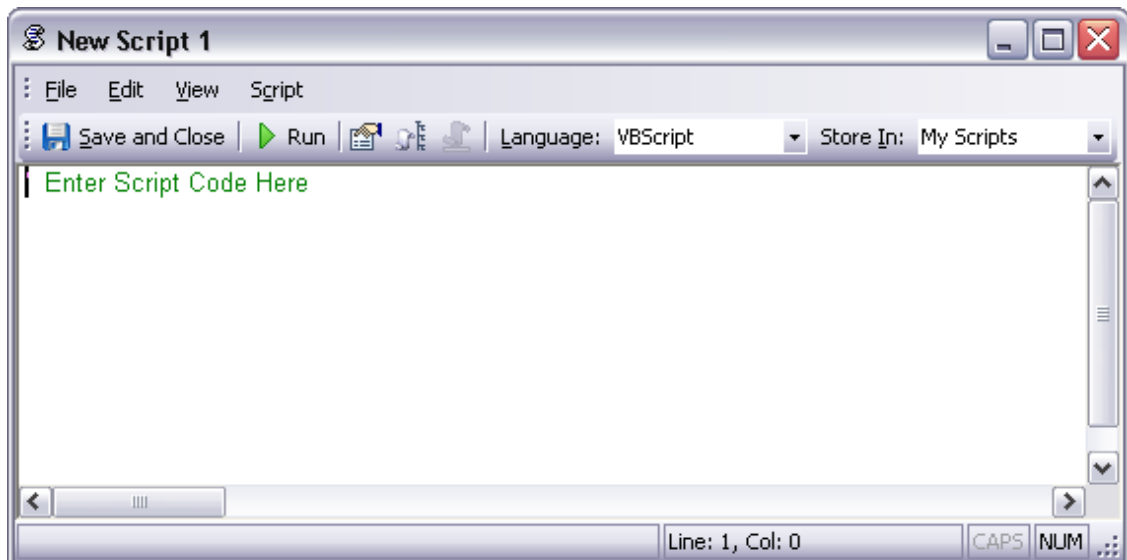 New Script 1
File Edit View Script
Save and Close Run Language: VBScript Store In: My Scripts
Enter Script Code Here
Line: 1, Col: 0 CAPS NUM